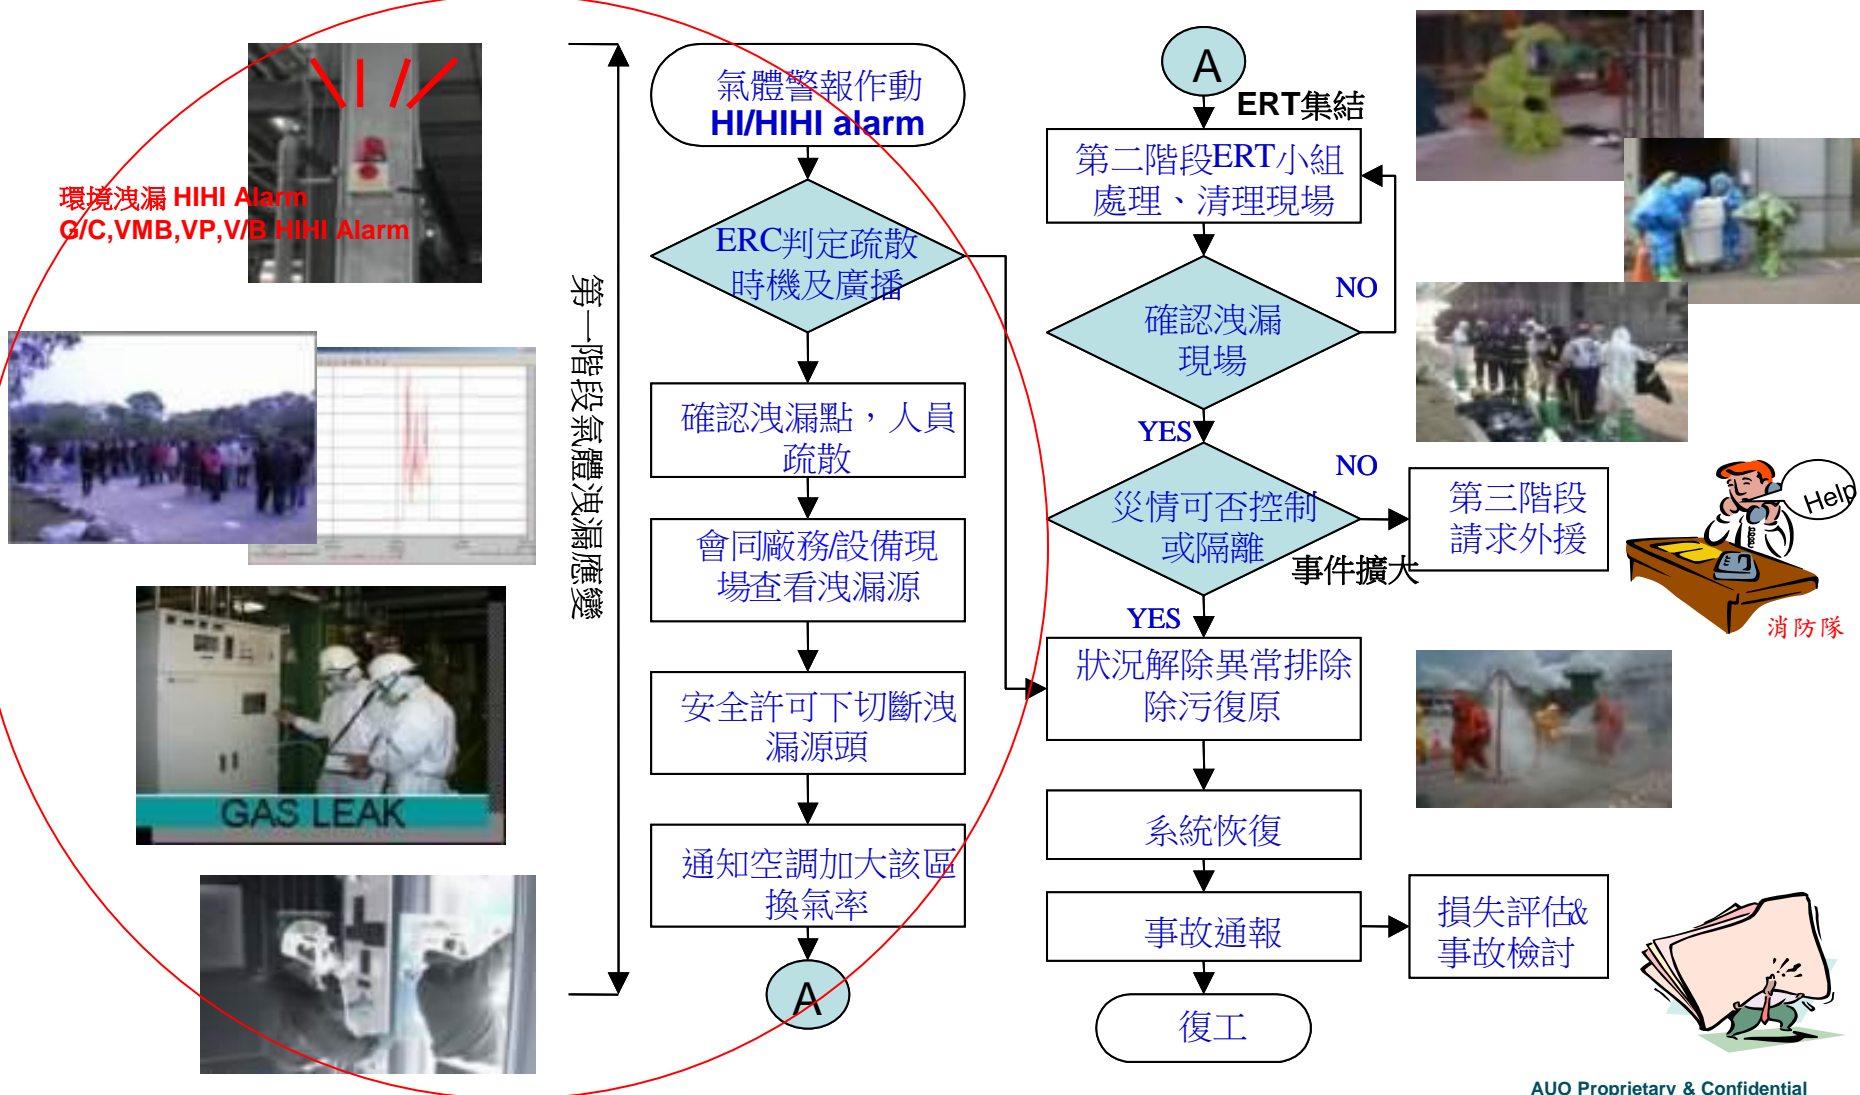 環境洩漏 HIHI Alarm
G/C,VMB,VP,V/B HIHI Alarm
GAS LEAK
第一階段氣體洩漏應變
氣體警報作動
HI/HIHI alarm
ERC判定疏散
時機及廣播
確認洩漏點，人員
疏散
會同廠務/設備現
場查看洩漏源
安全許可下切斷洩
漏源頭
通知空調加大該區
換氣率
A
A
ERT集結
第二階段ERT小組
處理、清理現場
確認洩漏
現場
NO
YES
災情可否控制
或隔離
NO
事件擴大
第三階段
請求外援
Help
消防隊
YES
狀況解除異常排除
除污復原
系統恢復
事故通報
損失評估&
事故檢討
復工
AUO Proprietary & Confidential